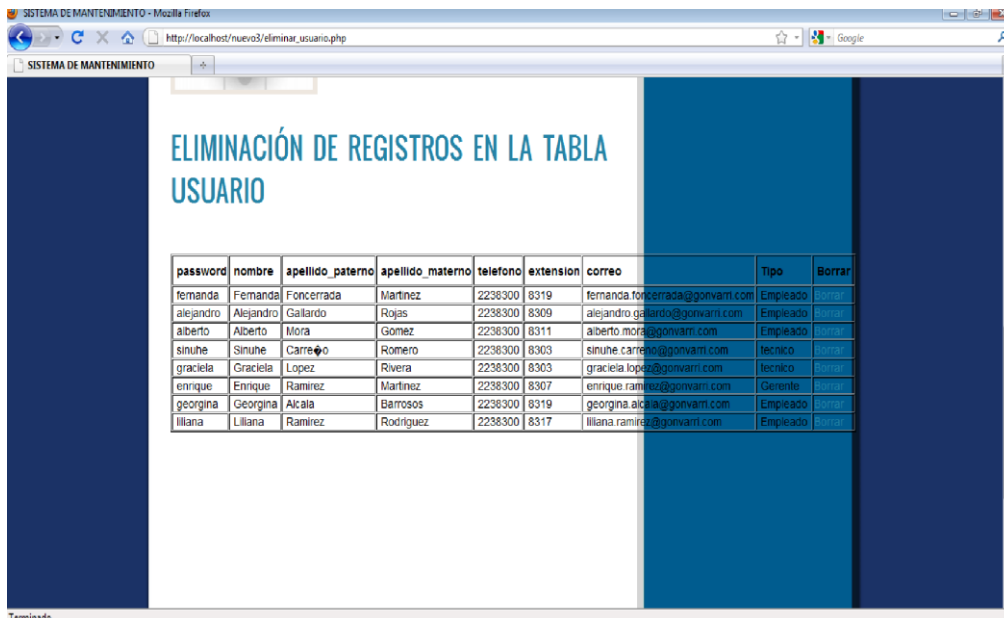 SISTEMA DE MANTENIMIENTO - Mozilla Firefox
http://localhost/nuevo3/eliminar_usuario.php
Google
SISTEMA DE MANTENIMIENTO
ELIMINACIÓN DE REGISTROS EN LA TABLA
USUARIO
password nombre apellido_paterno apellido_materno telefono extension correo Tipo Borrar
fernanda Fernanda Foncerrada Martinez 2238300 8319 fernanda.foncerrada@gonvarri.com Empleado Borrar
alejandro Alejandro Gallardo Rojas 2238300 8309 alejandro.gallardo@gonvarri.com Empleado Borrar
alberto Alberto Mora Gomez 2238300 8311 alberto.mora@gonvarri.com Empleado Borrar
sinuhe Sinuhe Carre�o Romero 2238300 8303 sinuhe.carreno@gonvarri.com tecnico Borrar
graciela Graciela Lopez Rivera 2238300 8303 graciela.lopez@gonvarri.com tecnico Borrar
enrique Enrique Ramirez Martinez 2238300 8307 enrique.ramirez@gonvarri.com Gerente Borrar
georgina Georgina Alcala Barrosos 2238300 8319 georgina.alcala@gonvarri.com Empleado Borrar
liliana Liliana Ramirez Rodriguez 2238300 8317 liliana.ramirez@gonvarri.com Empleado Borrar
Terminado